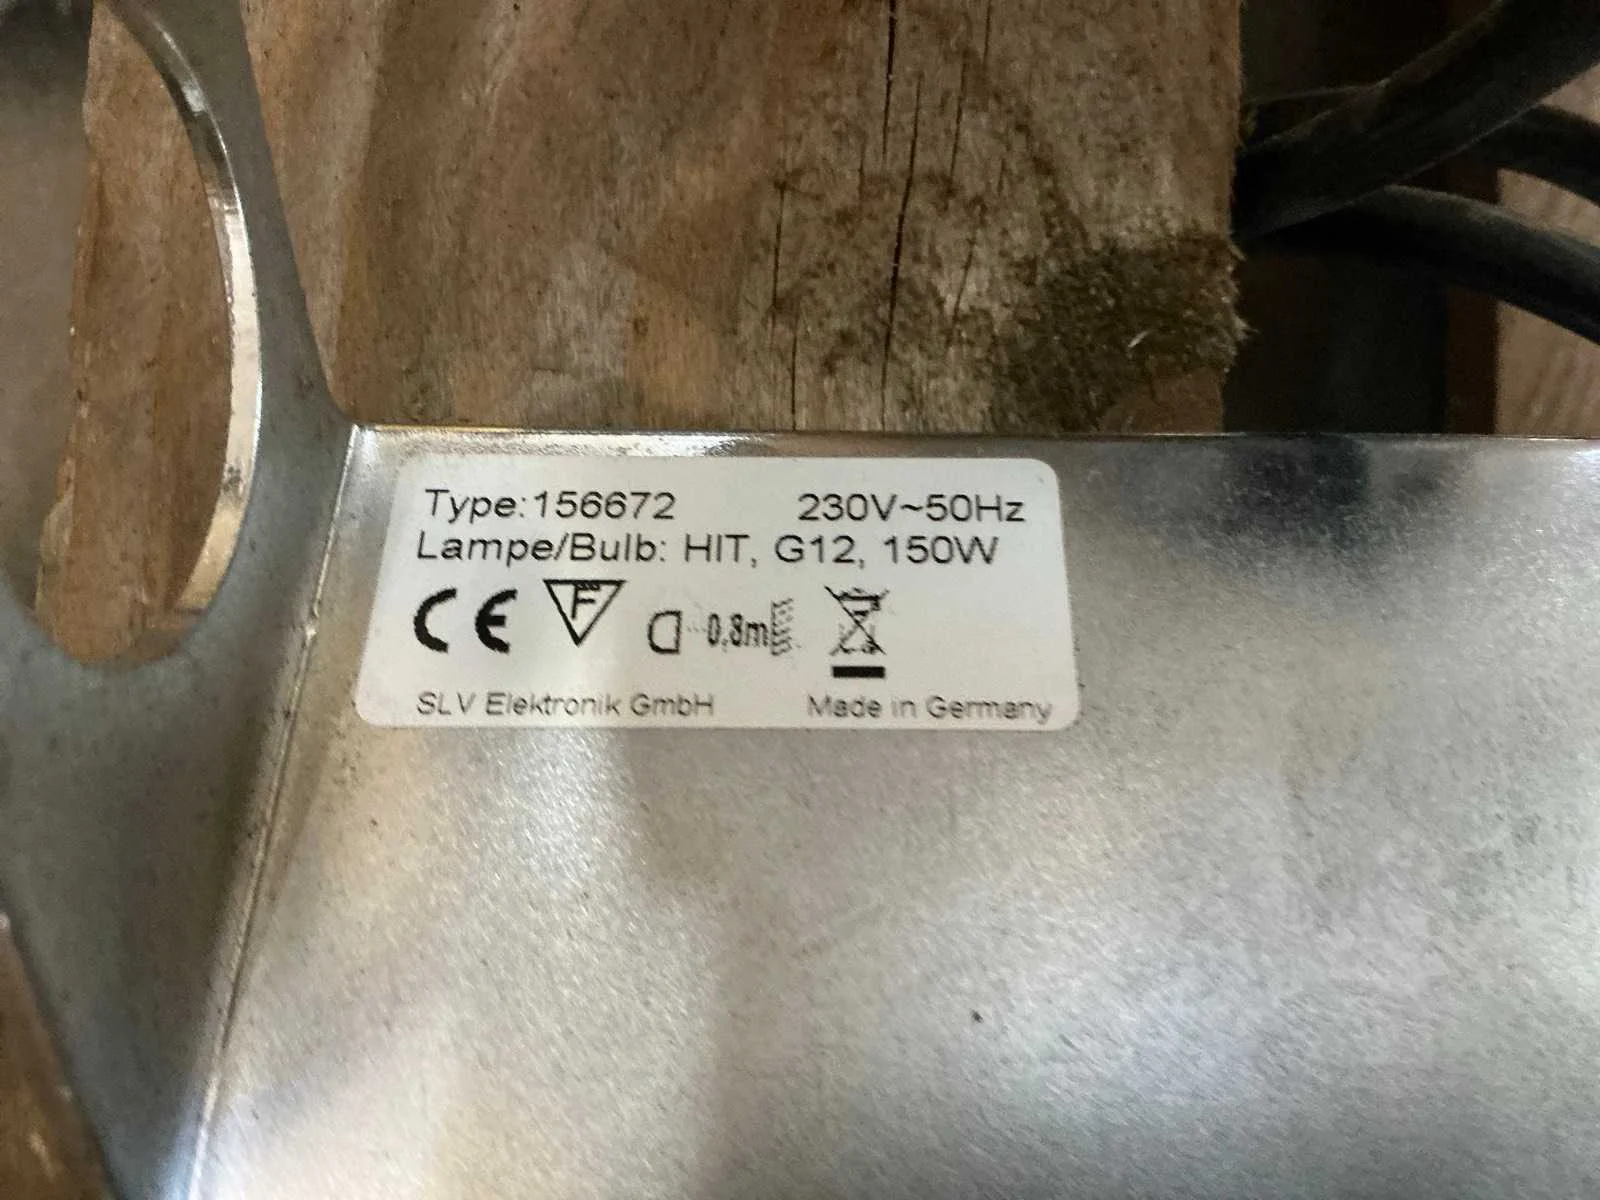 Type:156672 230V~50Hz
Lampe/Bulb: HIT, G12, 150W
CE F 0,8m
SLV Elektronik GmbH Made in Germany